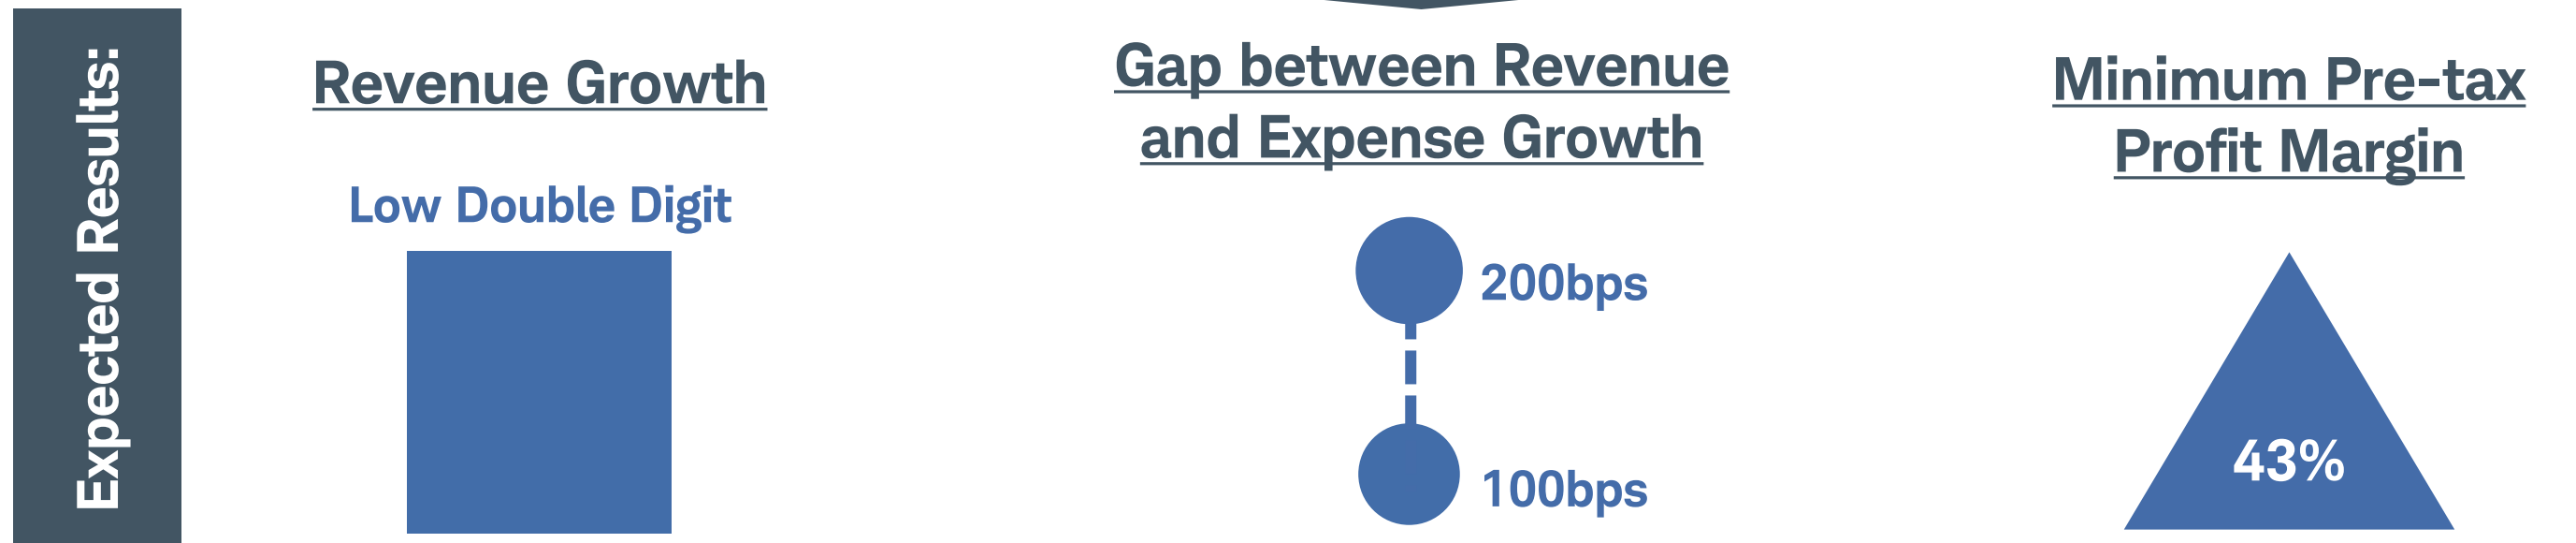 Expected Results:
Revenue Growth
Low Double Digit
Gap between Revenue
and Expense Growth
200bps
100bps
Minimum Pre-tax
Profit Margin
43%